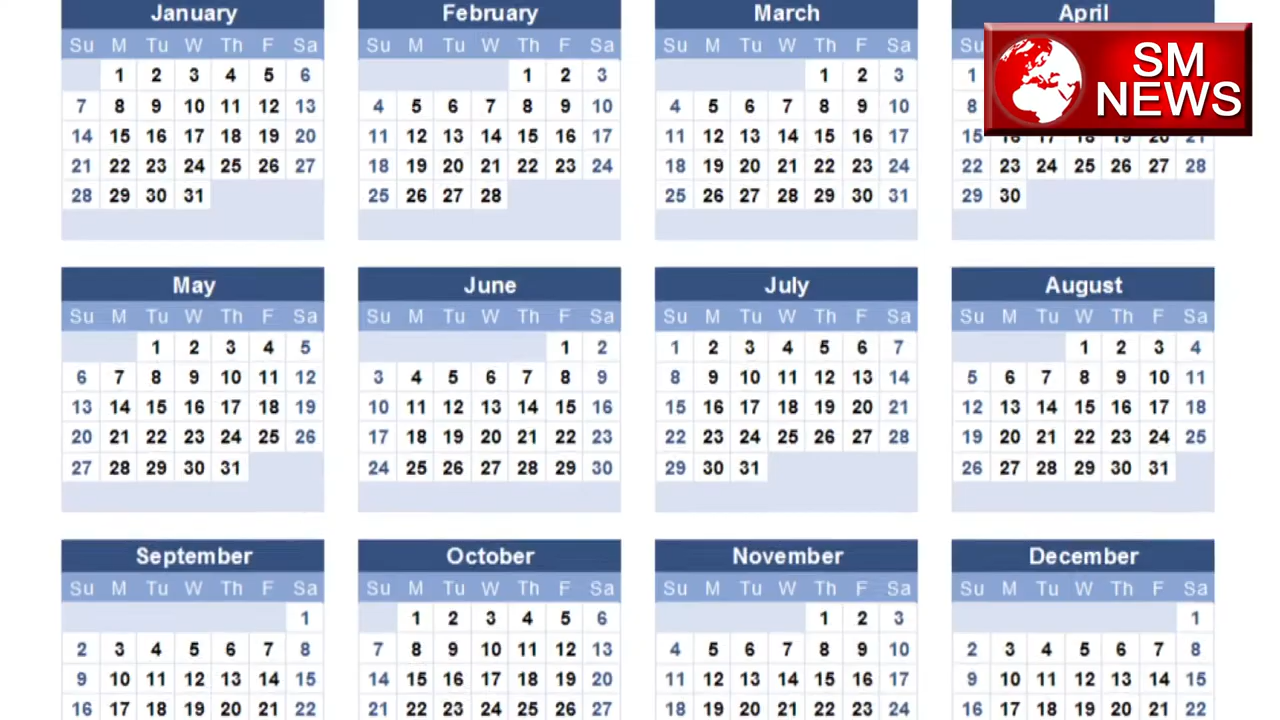 January February March April
Su M Tu W Th F Sa Su M Tu W Th F Sa Su M Tu W Th F Sa Su
1 2 3 4 5 6 1 2 3 1 2 3 1
7 8 9 10 11 12 13 4 5 6 7 8 9 10 4 5 6 7 8 9 10 8
14 15 16 17 18 19 20 11 12 13 14 15 16 17 11 12 13 14 15 16 17 15 16 17 18 19 20 21
21 22 23 24 25 26 27 18 19 20 21 22 23 24 18 19 20 21 22 23 24 22 23 24 25 26 27 28
28 29 30 31 25 26 27 28 25 26 27 28 29 30 31 29 30
SM
NEWS
May June July August
Su M Tu W Th F Sa Su M Tu W Th F Sa Su M Tu W Th F Sa Su M Tu W Th F Sa
1 2 3 4 5 1 2 1 2 3 4 5 6 7 1 2 3 4
6 7 8 9 10 11 12 3 4 5 6 7 8 9 8 9 10 11 12 13 14 5 6 7 8 9 10 11
13 14 15 16 17 18 19 10 11 12 13 14 15 16 15 16 17 18 19 20 21 12 13 14 15 16 17 18
20 21 22 23 24 25 26 17 18 19 20 21 22 23 22 23 24 25 26 27 28 19 20 21 22 23 24 25
27 28 29 30 31 24 25 26 27 28 29 30 29 30 31 26 27 28 29 30 31
September October November December
Su M Tu W Th F Sa Su M Tu W Th F Sa Su M Tu W Th F Sa Su M Tu W Th F Sa
1 1 2 3 4 5 6 1 2 3 1
2 3 4 5 6 7 8 7 8 9 10 11 12 13 4 5 6 7 8 9 10 2 3 4 5 6 7 8
9 10 11 12 13 14 15 14 15 16 17 18 19 20 11 12 13 14 15 16 17 9 10 11 12 13 14 15
16 17 18 19 20 21 22 21 22 23 24 25 26 27 18 19 20 21 22 23 24 16 17 18 19 20 21 22